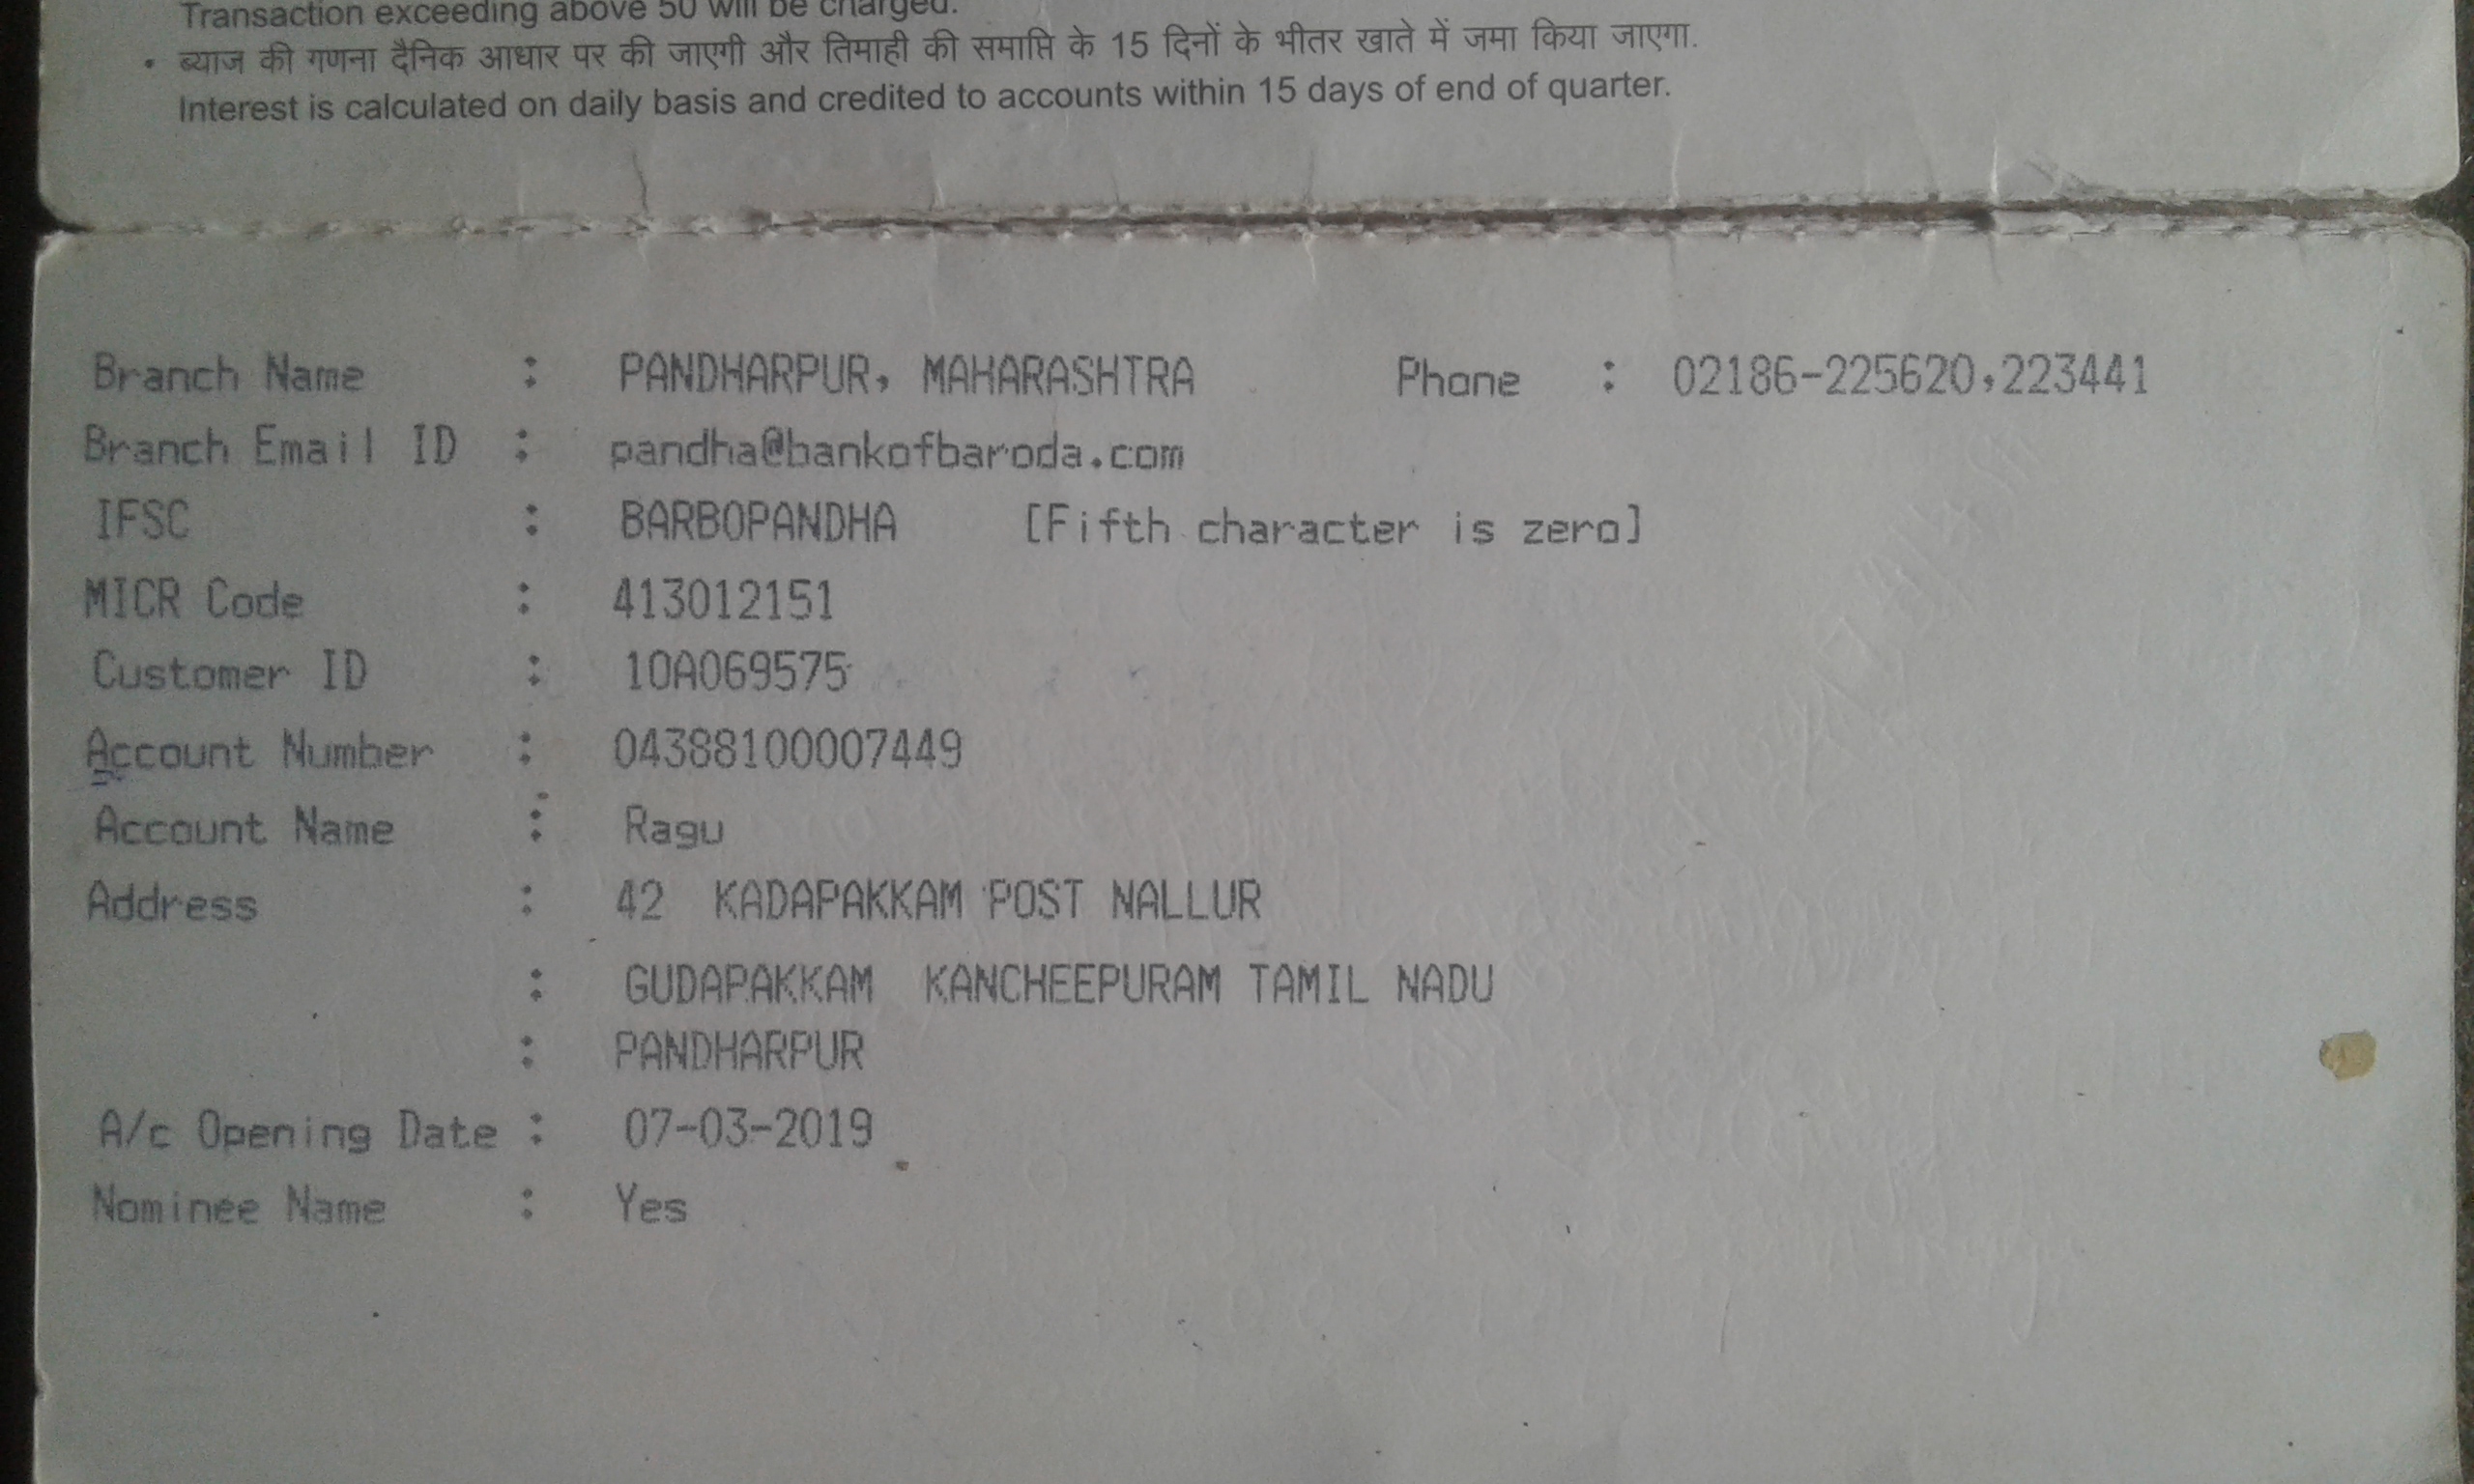 Transaction exceeding above 50 will be charged.
• ब्याज की गणना दैनिक आधार पर की जाएगी और तिमाही की समाप्ति के 15 दिनों के भीतर खाते में जमा किया जाएगा.
Interest is calculated on daily basis and credited to accounts within 15 days of end of quarter.
Branch Name : PANDHARPUR, MAHARASHTRA Phone : 02186-225620,223441
Branch Email ID : pandha@bankofbaroda.com
IFSC : BARB0PANDHA [Fifth character is zero]
MICR Code : 413012151
Customer ID : 10A069575
Account Number : 04388100007449
Account Name : Ragu
Address : 42 KADAPAKKAM POST NALLUR
: GUDAPAKKAM KANCHEEPURAM TAMIL NADU
: PANDHARPUR
A/c Opening Date : 07-03-2019
Nominee Name : Yes